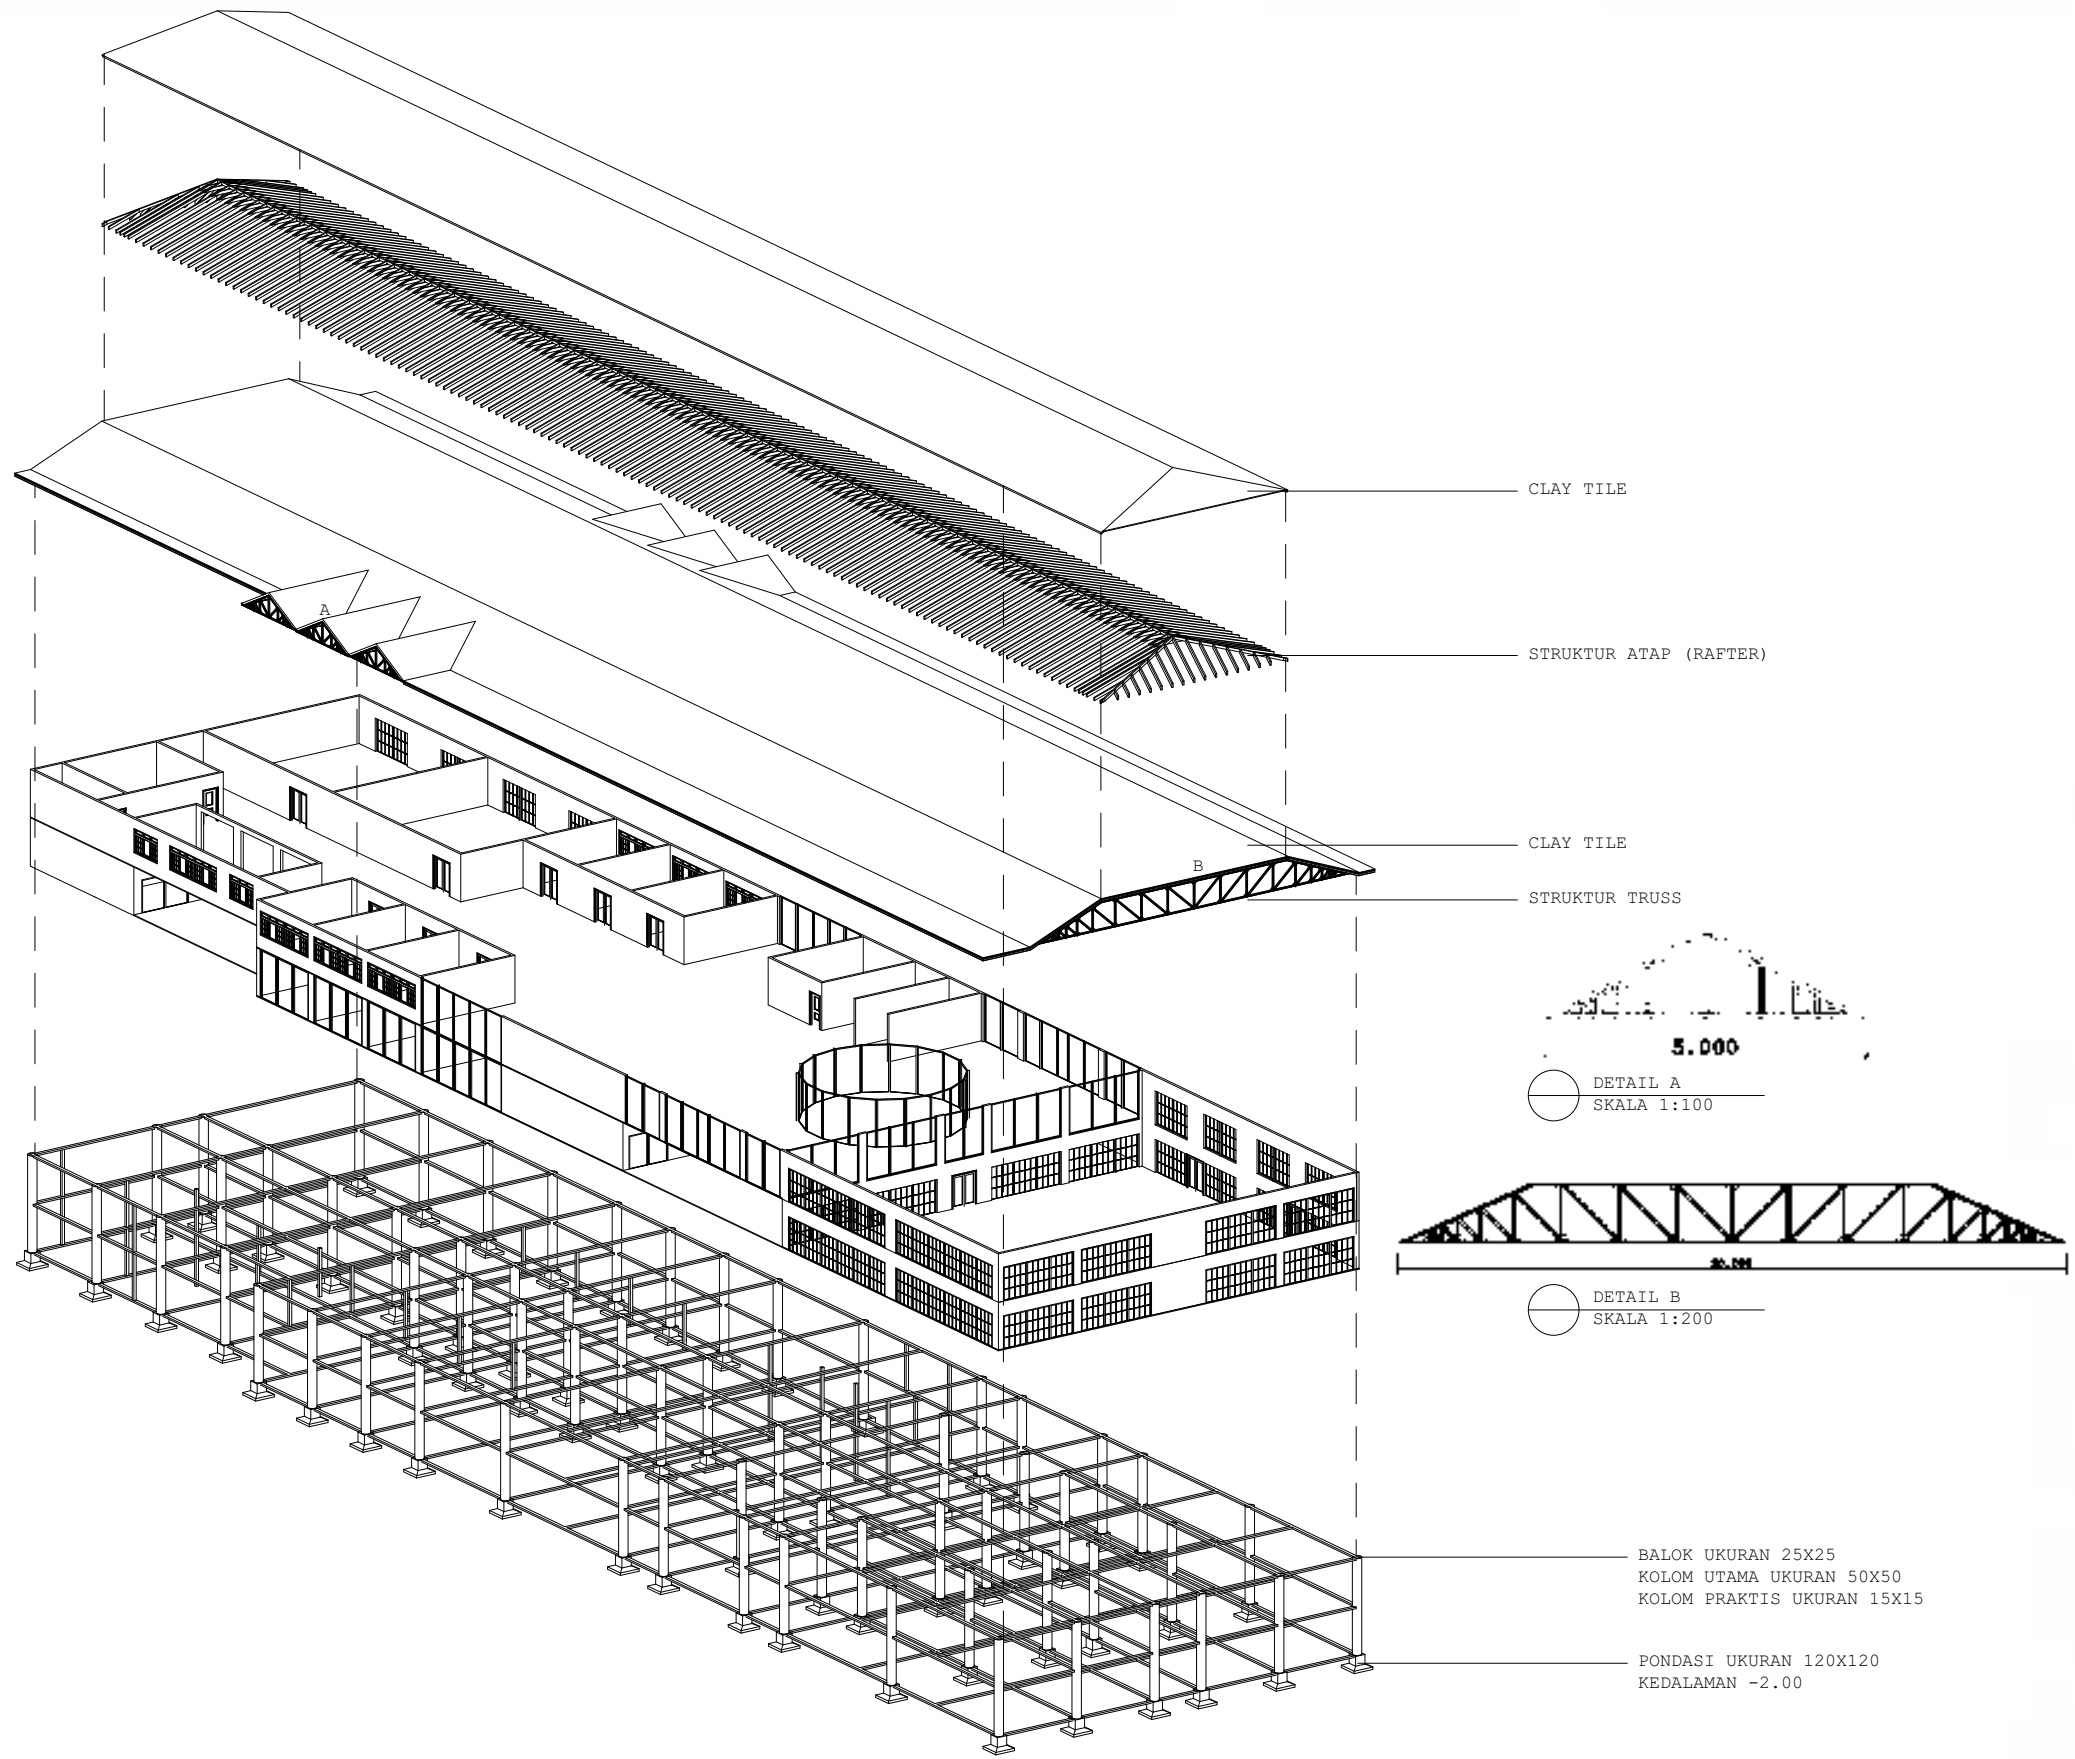 CLAY TILE
STRUKTUR ATAP (RAFTER)
A
CLAY TILE
B
STRUKTUR TRUSS
5.000
DETAIL A
SKALA 1:100
DETAIL B
SKALA 1:200
BALOK UKURAN 25X25
KOLOM UTAMA UKURAN 50X50
KOLOM PRAKTIS UKURAN 15X15
PONDASI UKURAN 120X120
KEDALAMAN -2.00